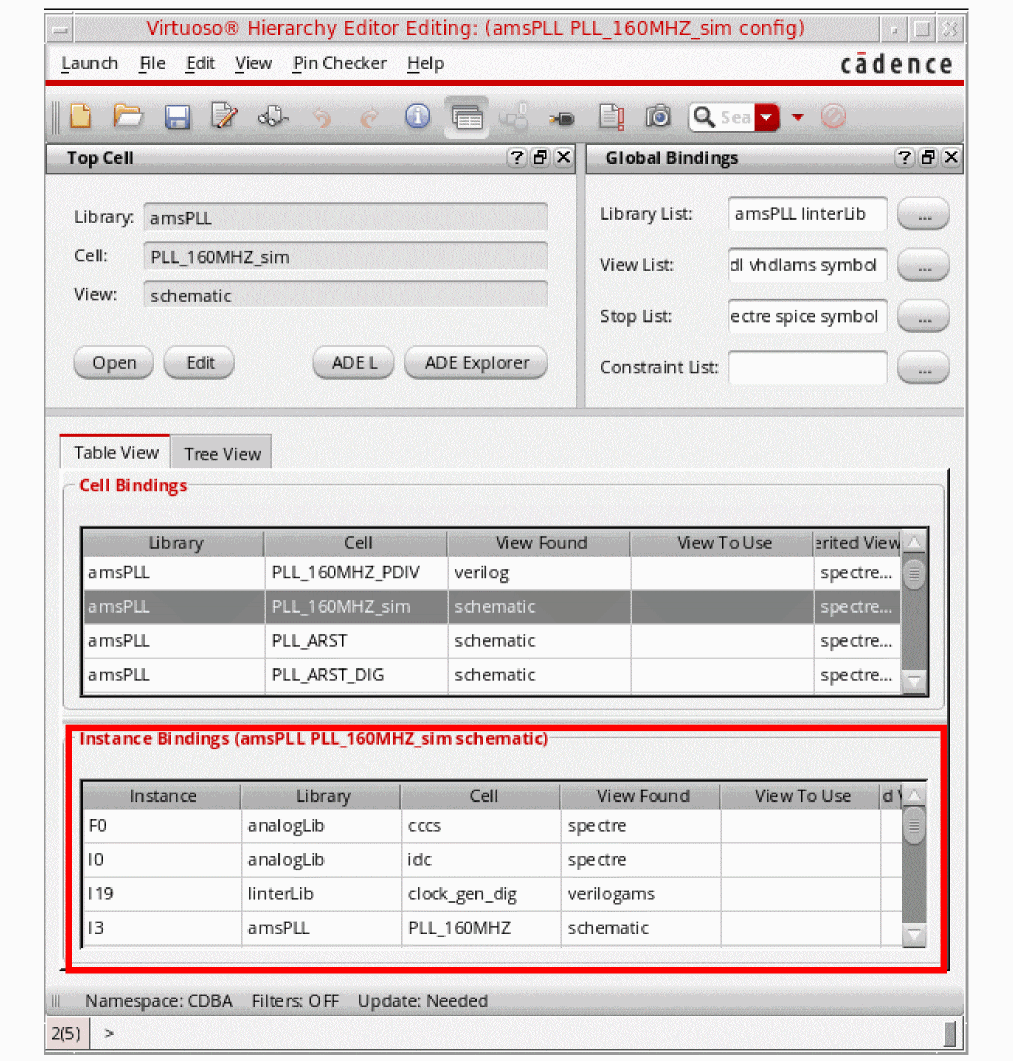 Virtuoso® Hierarchy Editor Editing: (amsPLL PLL_160MHZ_sim config)
Launch File Edit View Pin Checker Help cādence
Sea
Top Cell ? Global Bindings ?
Library: amsPLL
Cell: PLL_160MHZ_sim
View: schematic
Open Edit ADE L ADE Explorer
Library List: amsPLL linterLib ...
View List: dl vhdlams symbol ...
Stop List: ectre spice symbol ...
Constraint List: ...
Table View Tree View
Cell Bindings
Library Cell View Found View To Use erited View
amsPLL PLL_160MHZ_PDIV verilog spectre...
amsPLL PLL_160MHZ_sim schematic spectre...
amsPLL PLL_ARST schematic spectre...
amsPLL PLL_ARST_DIG schematic spectre...
Instance Bindings (amsPLL PLL_160MHZ_sim schematic)
Instance Library Cell View Found View To Use d
F0 analogLib cccs spectre
I0 analogLib idc spectre
I19 linterLib clock_gen_dig verilogams
I3 amsPLL PLL_160MHZ schematic
Namespace: CDBA Filters: OFF Update: Needed
2(5) >